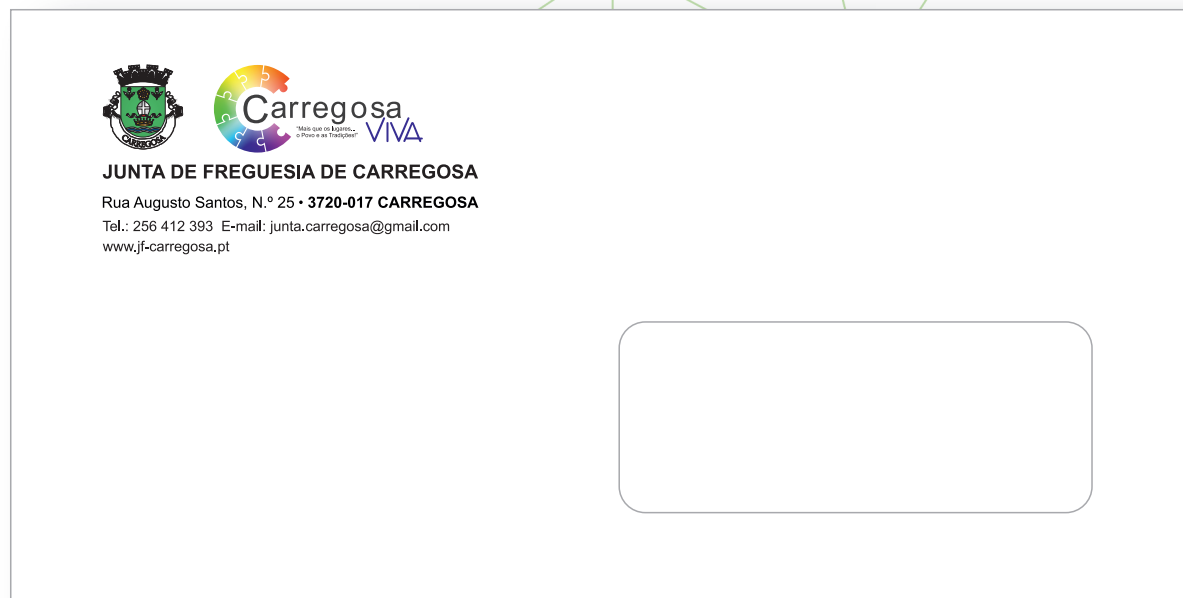 CARREGOSA
Carregosa
"Mais que os lugares...
o Povo e as Tradições!"
VIVA
JUNTA DE FREGUESIA DE CARREGOSA
Rua Augusto Santos, N.º 25 • 3720-017 CARREGOSA
Tel.: 256 412 393 E-mail: junta.carregosa@gmail.com
www.jf-carregosa.pt